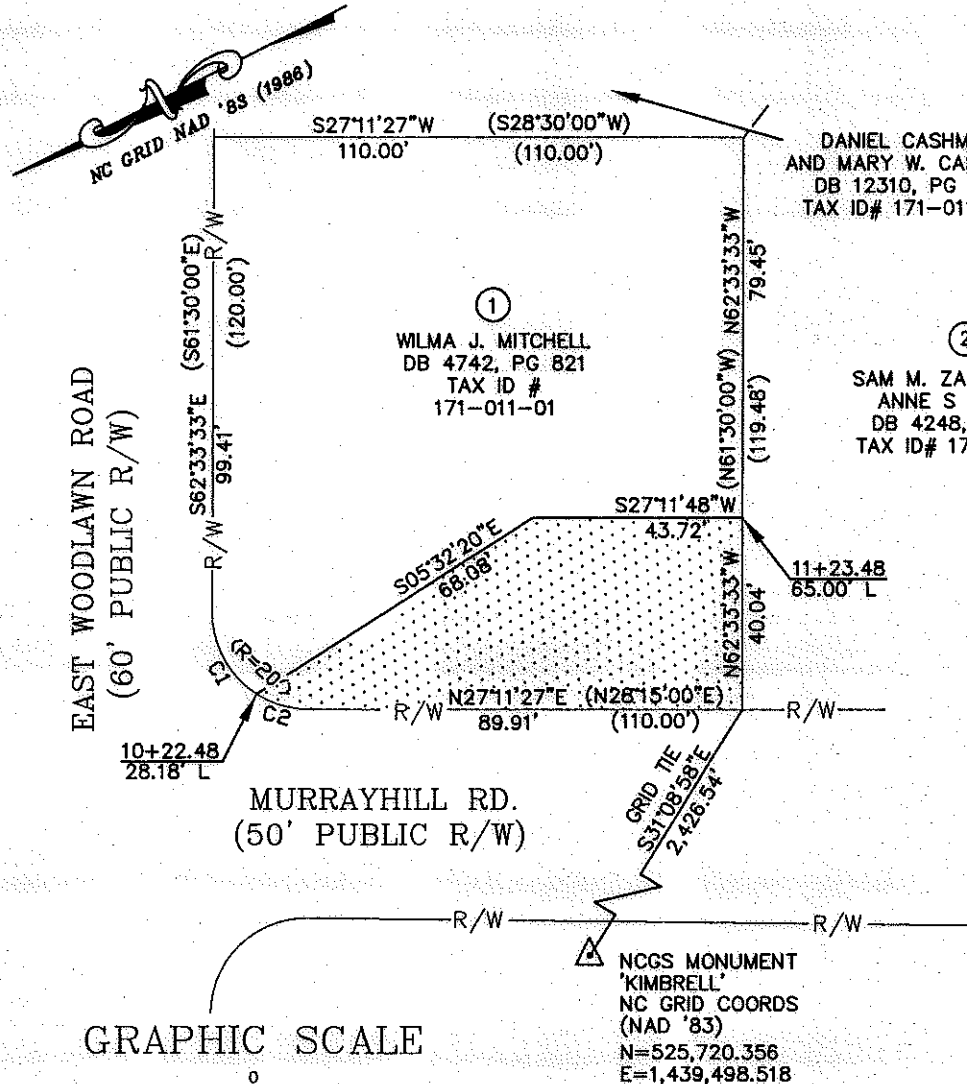 NC GRID NAD '83 (1986)
S27°11'27"W (S28°30'00"W)
110.00' (110.00')
DANIEL
AND MARY W.
DB 12310, PG
TAX ID# 171-01
R/W
(S61°30'00"E)
(120.00')
S62°33'33"E
99.41'
R/W
EAST WOODLAWN ROAD
(60' PUBLIC R/W)
1
WILMA J. MITCHELL
DB 4742, PG 821
TAX ID #
171-011-01
N62°33'33"W
79.45'
(N61°30'00"W)
(119.48')
2
SAM M.
ANNE S
DB 4248,
TAX ID# 17
S27°11'48"W
43.72'
S05°32'20"E
68.08'
11+23.48
65.00' L
N62°33'33"W
40.04'
(R=20')
C1
C2
R/W N27°11'27"E (N28°15'00"E) R/W
89.91' (110.00')
10+22.48
28.18' L
MURRAYHILL RD.
(50' PUBLIC R/W)
GRID TIE
S31°08'58"E
2,426.54'
R/W R/W
NCGS MONUMENT
'KIMBRELL'
NC GRID COORDS
(NAD '83)
N=525,720.356
E=1,439,498.518
GRAPHIC SCALE
0